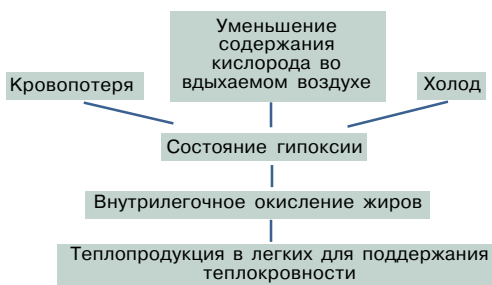 Уменьшение
содержания
кислорода во
вдыхаемом воздухе
Кровопотеря
Холод
Состояние гипоксии
Внутрилегочное окисление жиров
Теплопродукция в легких для поддержания
теплокровности